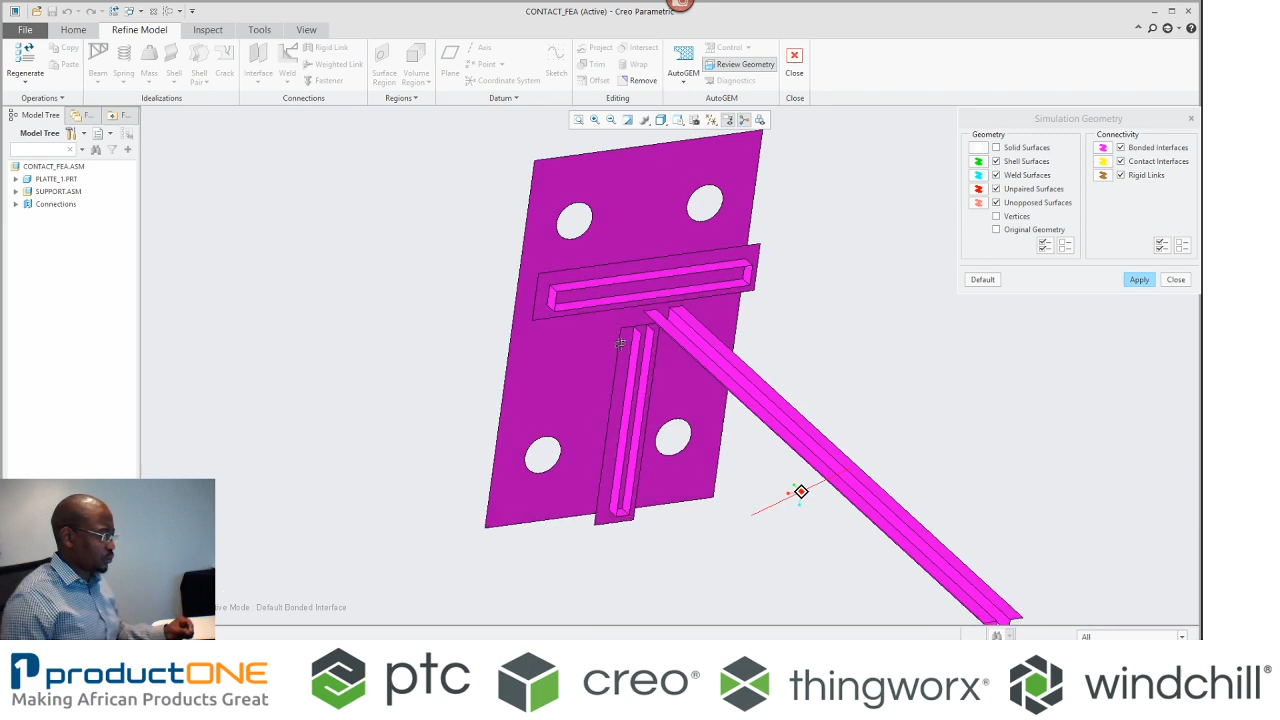 CONTACT_FEA (Active) - Creo Parametric
File Home Refine Model Inspect Tools View
Regenerate
Copy
Paste
Operations
Beam Spring Mass Shell Shell Pair Crack
Idealizations
Interface Weld
Rigid Link
Weighted Link
Fastener
Connections
Surface Region Volume Region
Regions
Plane
Axis
Point
Coordinate System
Sketch
Datum
Project Intersect
Trim Wrap
Offset Remove
Editing
AutoGEM
Control
Review Geometry
Diagnostics
AutoGEM
Close
Close
Model Tree F... F...
Model Tree
CONTACT_FEA.ASM
PLATTE_1.PRT
SUPPORT.ASM
Connections
Simulation Geometry
Geometry
Solid Surfaces
Shell Surfaces
Weld Surfaces
Unpaired Surfaces
Unopposed Surfaces
Vertices
Original Geometry
Connectivity
Bonded Interfaces
Contact Interfaces
Rigid Links
Default Apply Close
Mode : Default Bonded Interface
All
productONE
Making African Products Great
ptc
creo®
thingworx®
windchill®